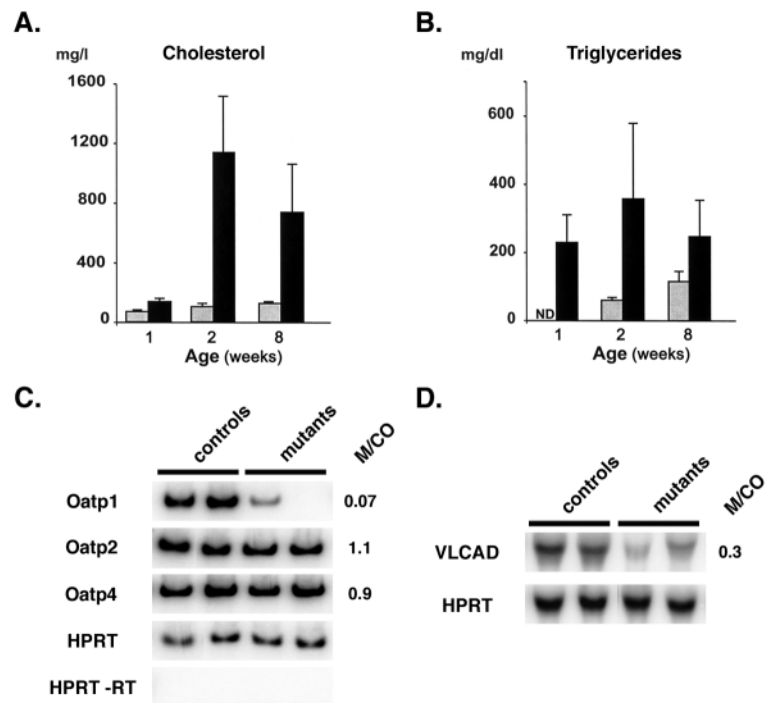 A.
mg/l
Cholesterol
1600
1200
800
400
0
1 2 8
Age (weeks)
B.
mg/dl
Triglycerides
600
400
200
0
ND
1 2 8
Age (weeks)
C.
controls mutants M/CO
Oatp1 0.07
Oatp2 1.1
Oatp4 0.9
HPRT
HPRT -RT
D.
controls mutants M/CO
VLCAD 0.3
HPRT